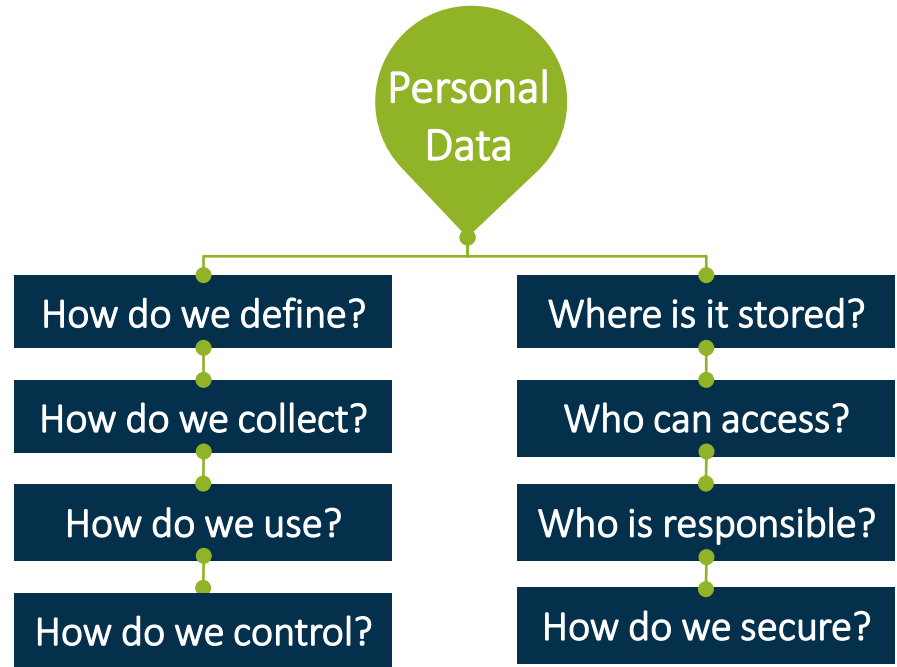 Personal
Data
How do we define?
How do we collect?
How do we use?
How do we control?
Where is it stored?
Who can access?
Who is responsible?
How do we secure?